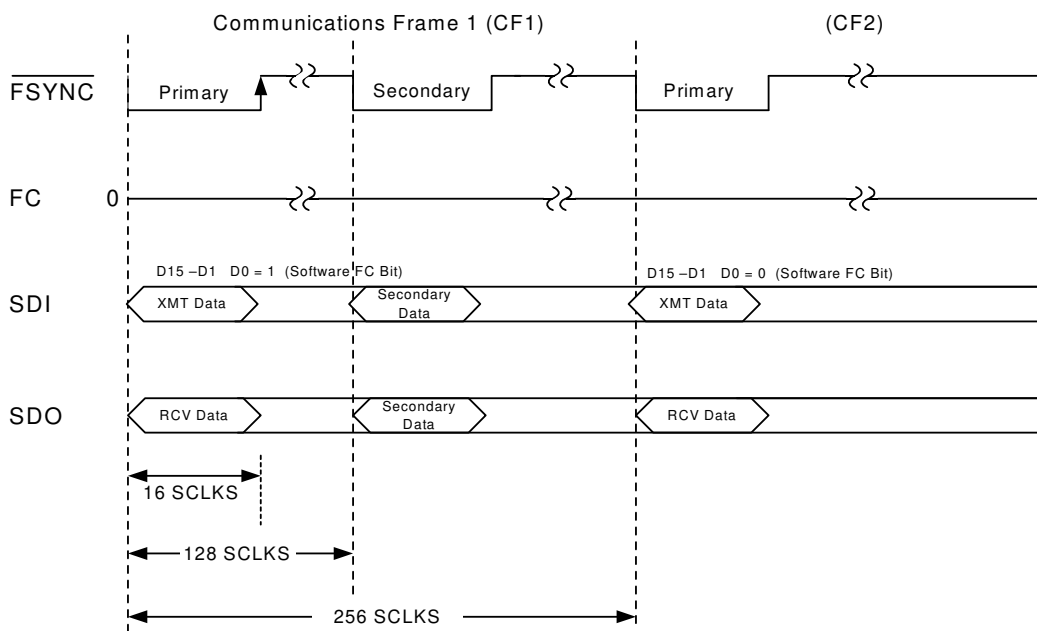 Communications Frame 1 (CF1)
(CF2)
FSYNC
Primary
Secondary
Primary
FC
0
D15 –D1 D0 = 1 (Software FC Bit)
D15 –D1 D0 = 0 (Software FC Bit)
SDI
XMT Data
Secondary
Data
XMT Data
SDO
RCV Data
Secondary
Data
RCV Data
16 SCLKS
128 SCLKS
256 SCLKS